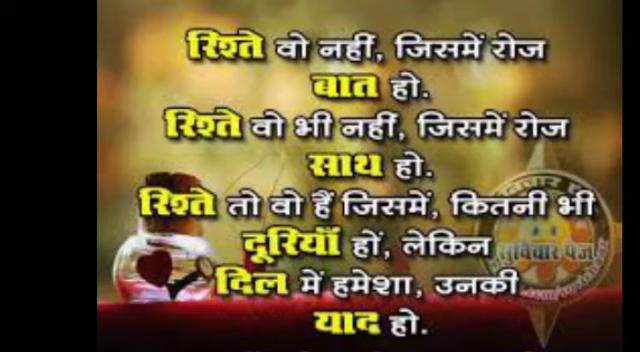 रिश्ते वो नहीं, जिसमें रोज
बात हो.
रिश्ते वो भी नहीं, जिसमें रोज
साथ हो.
रिश्ते तो वो हैं जिसमें, कितनी भी
दूरियाँ हों, लेकिन
दिल में हमेशा, उनकी
याद हो.
सुविचार पेज